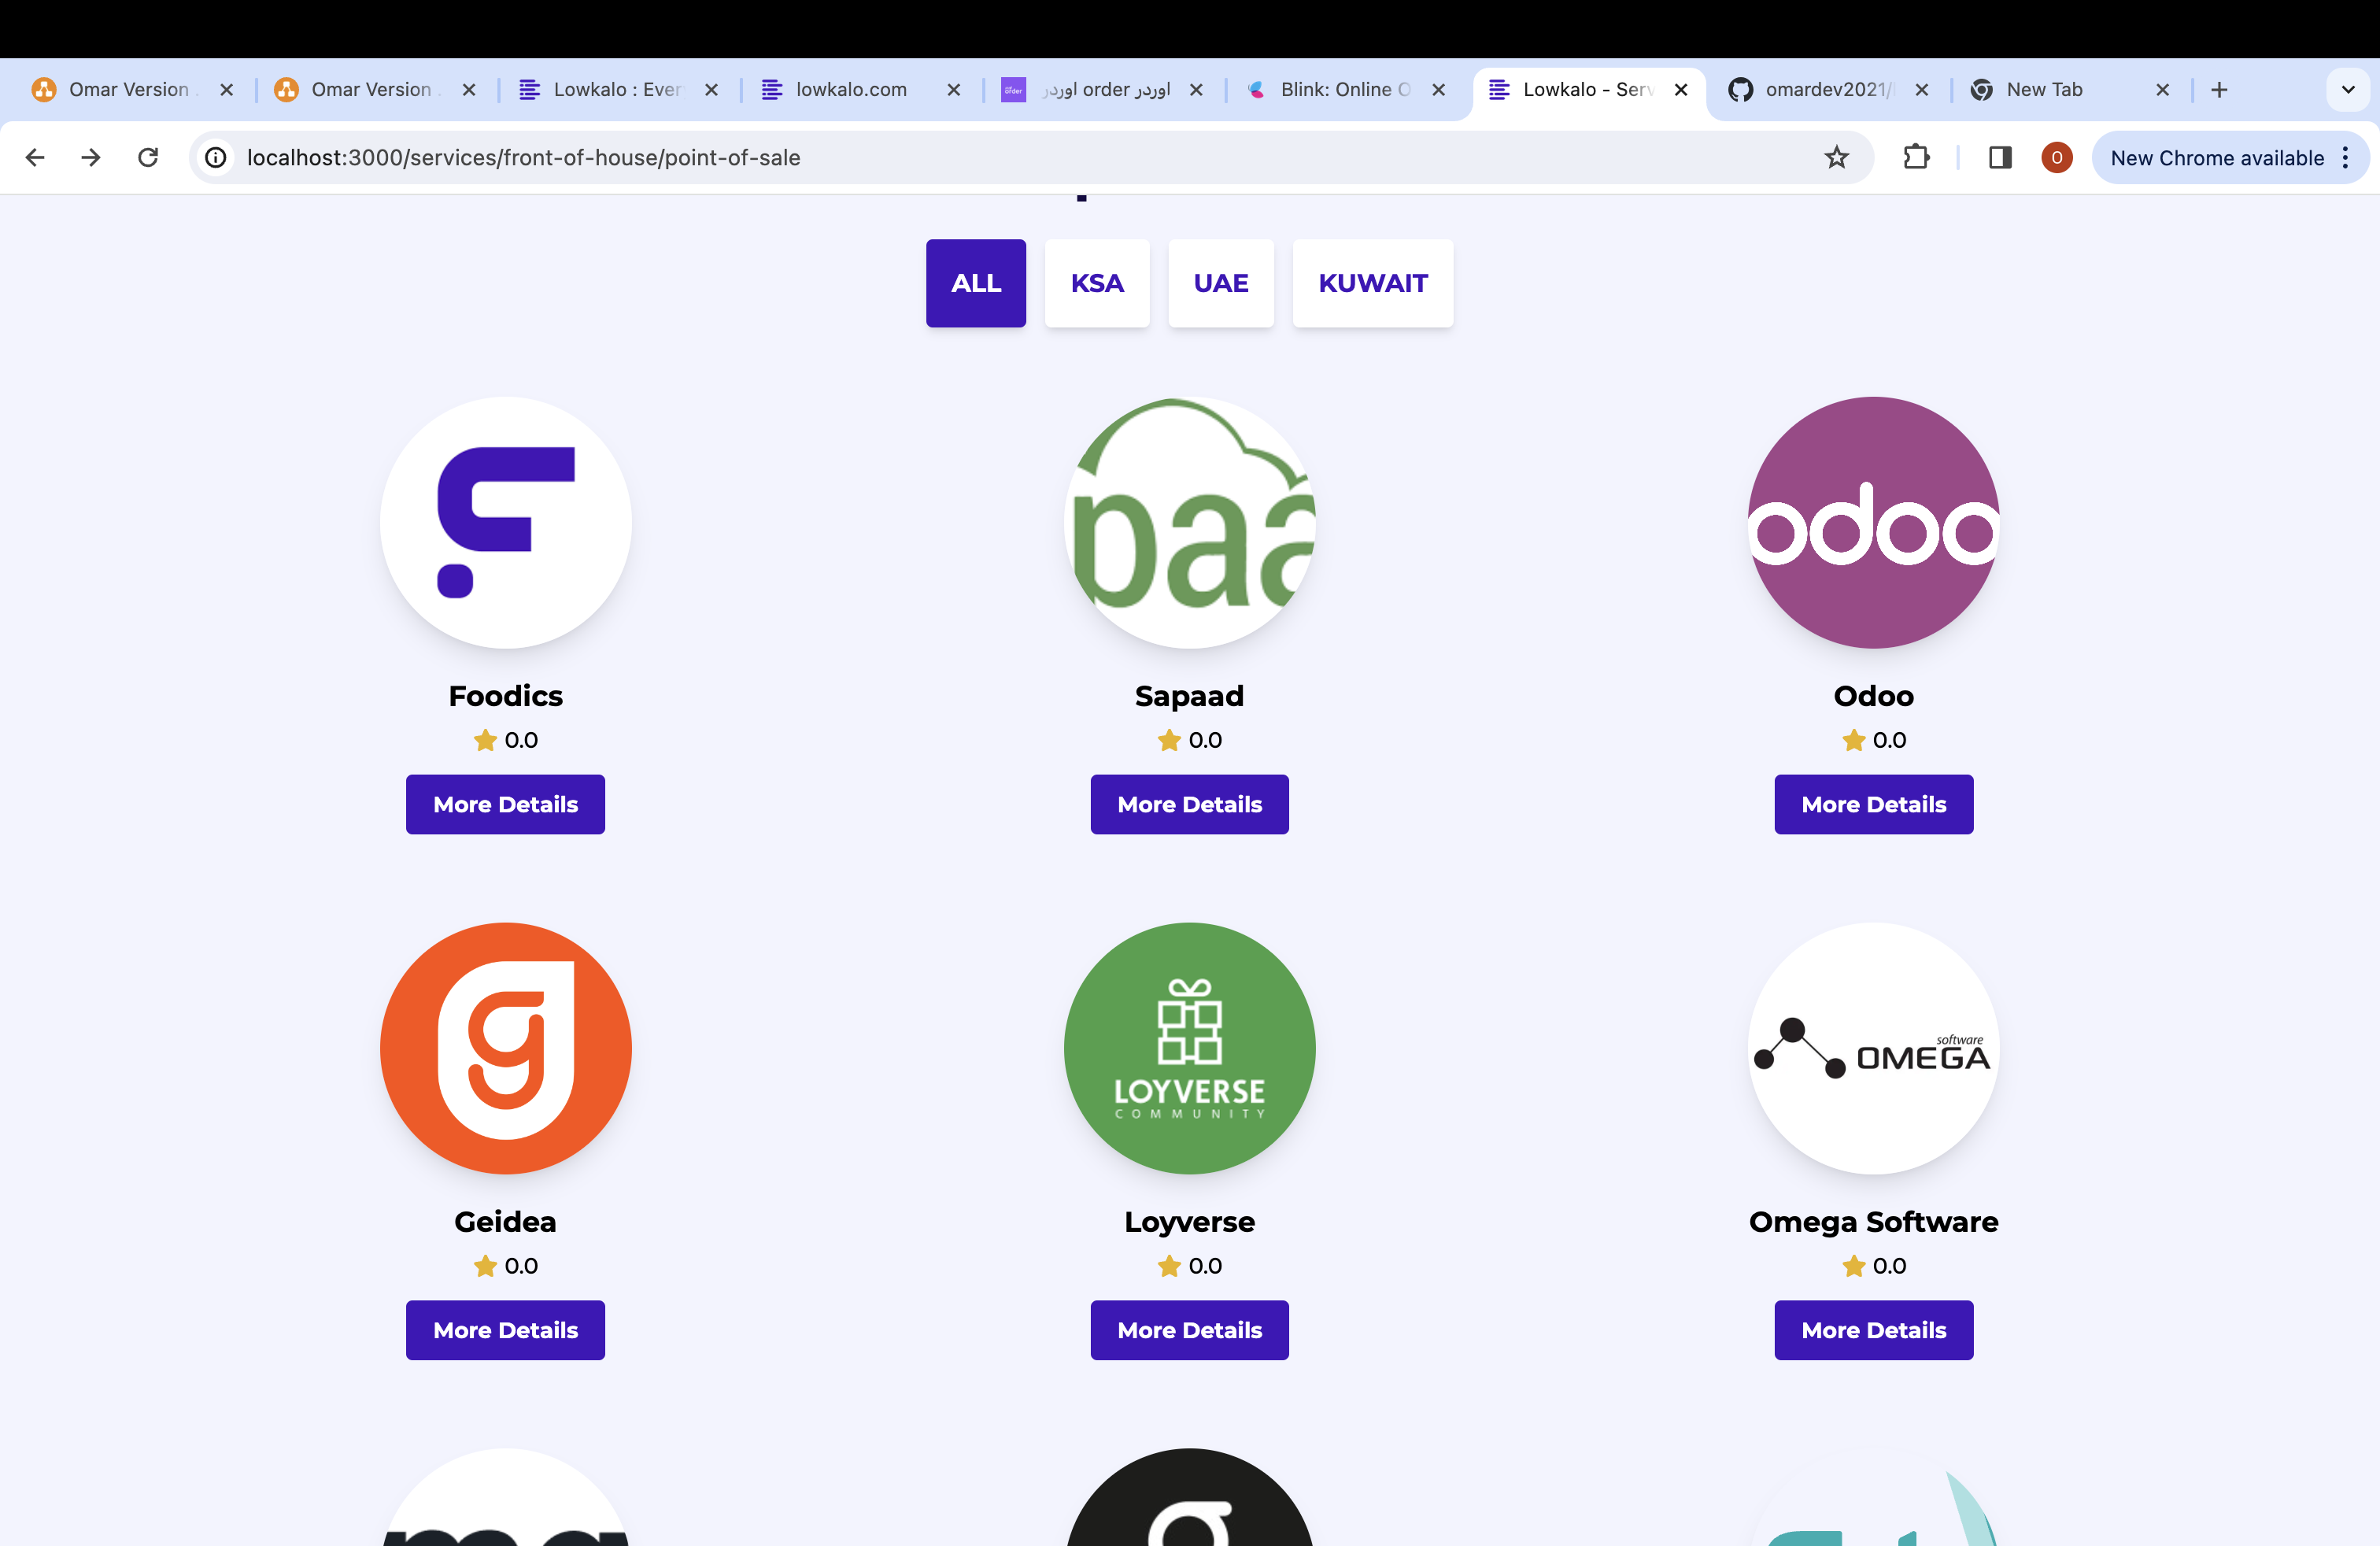 Omar Version
Omar Version
Lowkalo : Ever
lowkalo.com
اوردر order اوردر
Blink: Online O
Lowkalo - Serv
omardev2021/
New Tab
localhost:3000/services/front-of-house/point-of-sale
O
New Chrome available
ALL
KSA
UAE
KUWAIT
paa
odoo
Foodics
Sapaad
Odoo
0.0
0.0
0.0
More Details
More Details
More Details
g
LOYVERSE
COMMUNITY
software
OMEGA
Geidea
Loyverse
Omega Software
0.0
0.0
0.0
More Details
More Details
More Details